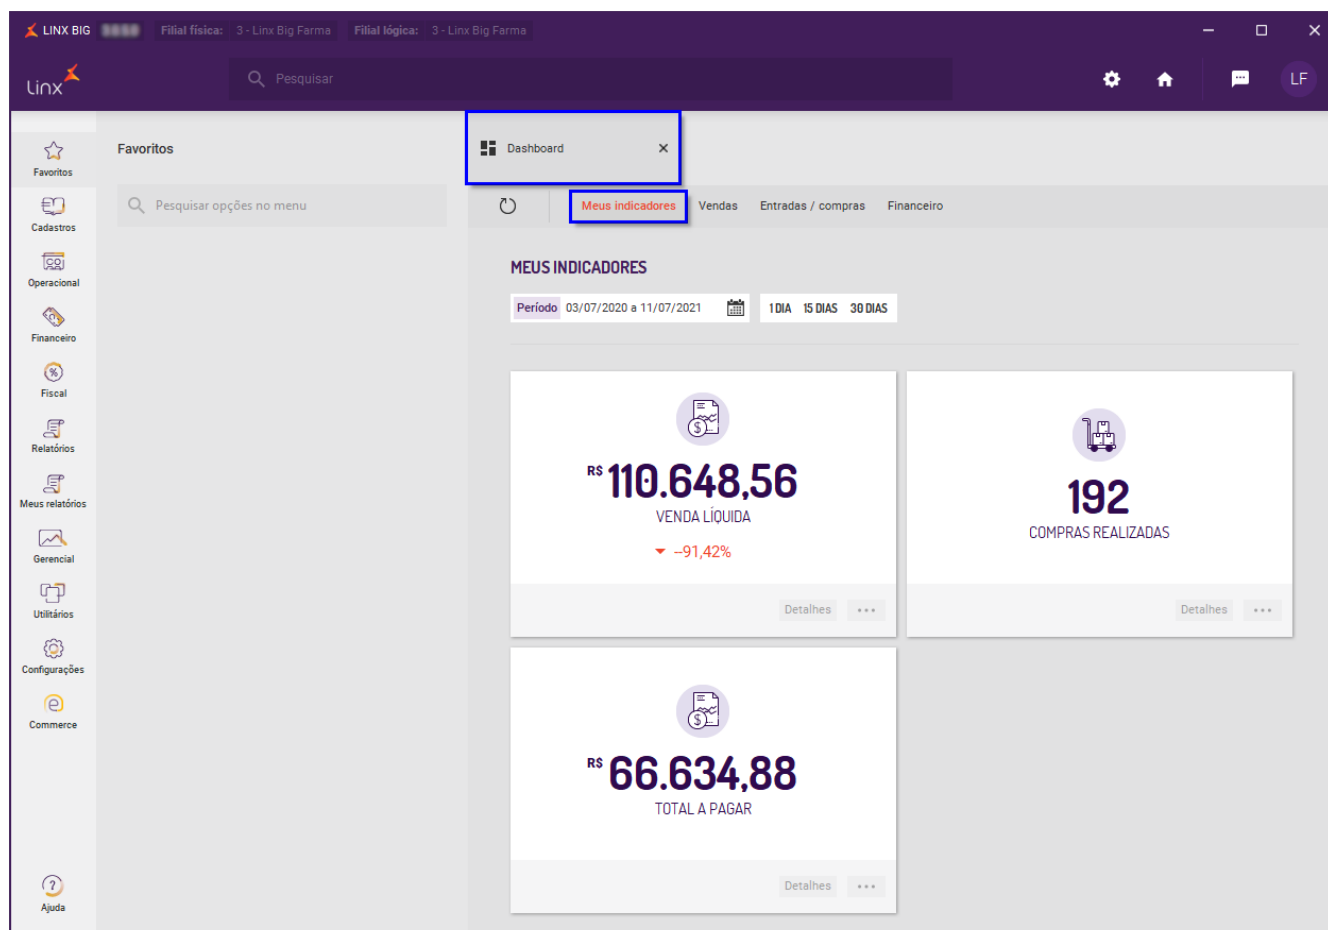 LINX BIG Filial física: 3 - Linx Big Farma Filial lógica: 3 - Linx Big Farma
Linx Pesquisar LF
Favoritos
Cadastros
Operacional
Financeiro
Fiscal
Relatórios
Meus relatórios
Gerencial
Utilitários
Configurações
Commerce
Ajuda
Favoritos
Pesquisar opções no menu
Dashboard
Meus indicadores Vendas Entradas / compras Financeiro
MEUS INDICADORES
Período 03/07/2020 a 11/07/2021 1 DIA 15 DIAS 30 DIAS
R$ 110.648,56
VENDA LÍQUIDA
--91,42%
Detalhes
192
COMPRAS REALIZADAS
Detalhes
R$ 66.634,88
TOTAL A PAGAR
Detalhes